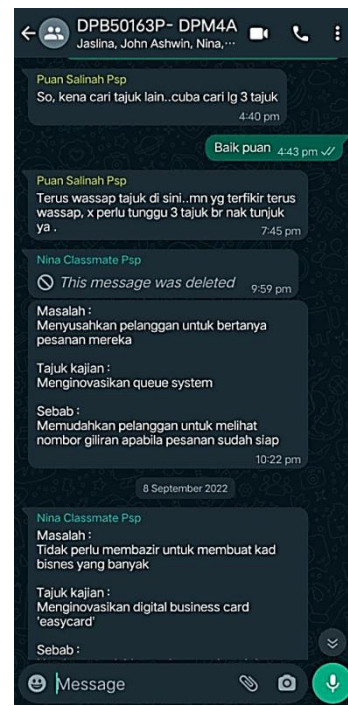 DPB50163P- DPM4A
Jaslina, John Ashwin, Nina,...
Puan Salinah Psp
So, kena cari tajuk lain..cuba cari lg 3 tajuk
4:40 pm
Baik puan 4:43 pm
Puan Salinah Psp
Terus wassap tajuk di sini..mn yg terfikir terus
wassap, x perlu tunggu 3 tajuk br nak tunjuk
ya .
7:45 pm
Nina Classmate Psp
This message was deleted 9:59 pm
Masalah :
Menyusahkan pelanggan untuk bertanya
pesanan mereka
Tajuk kajian :
Menginovasikan queue system
Sebab :
Memudahkan pelanggan untuk melihat
nombor giliran apabila pesanan sudah siap
10:22 pm
8 September 2022
Nina Classmate Psp
Masalah :
Tidak perlu membazir untuk membuat kad
bisnes yang banyak
Tajuk kajian :
Menginovasikan digital business card
'easycard'
Sebab :
Message